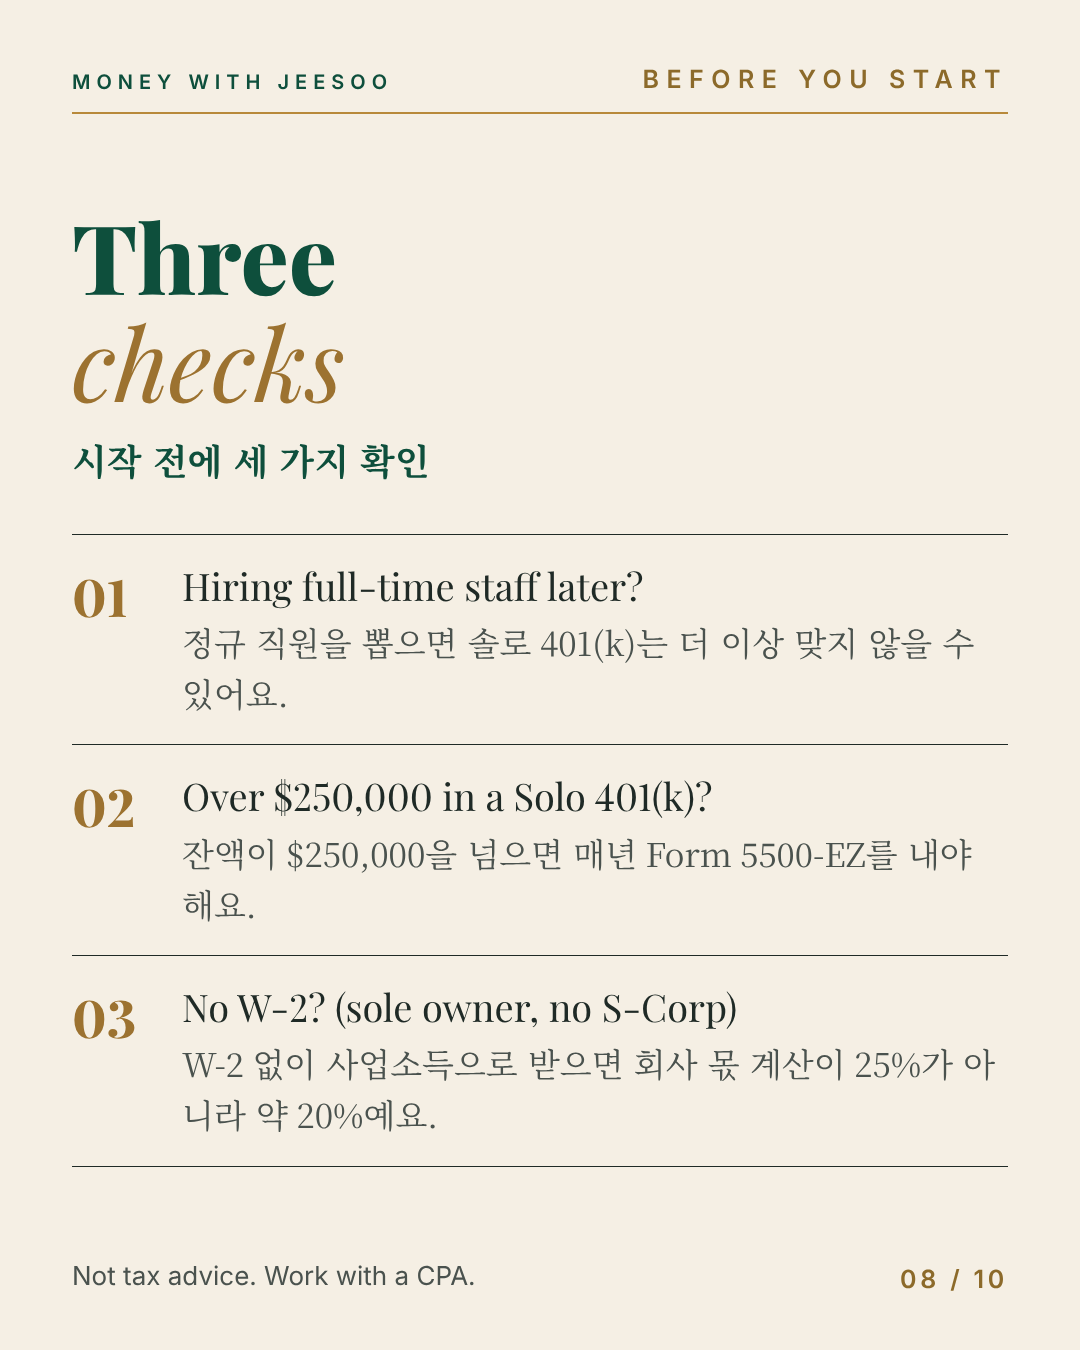 MONEY WITH JEESOO
BEFORE YOU START
Three
checks
시작 전에 세 가지 확인
01
Hiring full-time staff later?
정규 직원을 뽑으면 솔로 401(k)는 더 이상 맞지 않을 수
있어요.
02
Over $250,000 in a Solo 401(k)?
잔액이 $250,000을 넘으면 매년 Form 5500-EZ를 내야
해요.
03
No W-2? (sole owner, no S-Corp)
W-2 없이 사업소득으로 받으면 회사 몫 계산이 25%가 아
니라 약 20%예요.
Not tax advice. Work with a CPA.
08 / 10